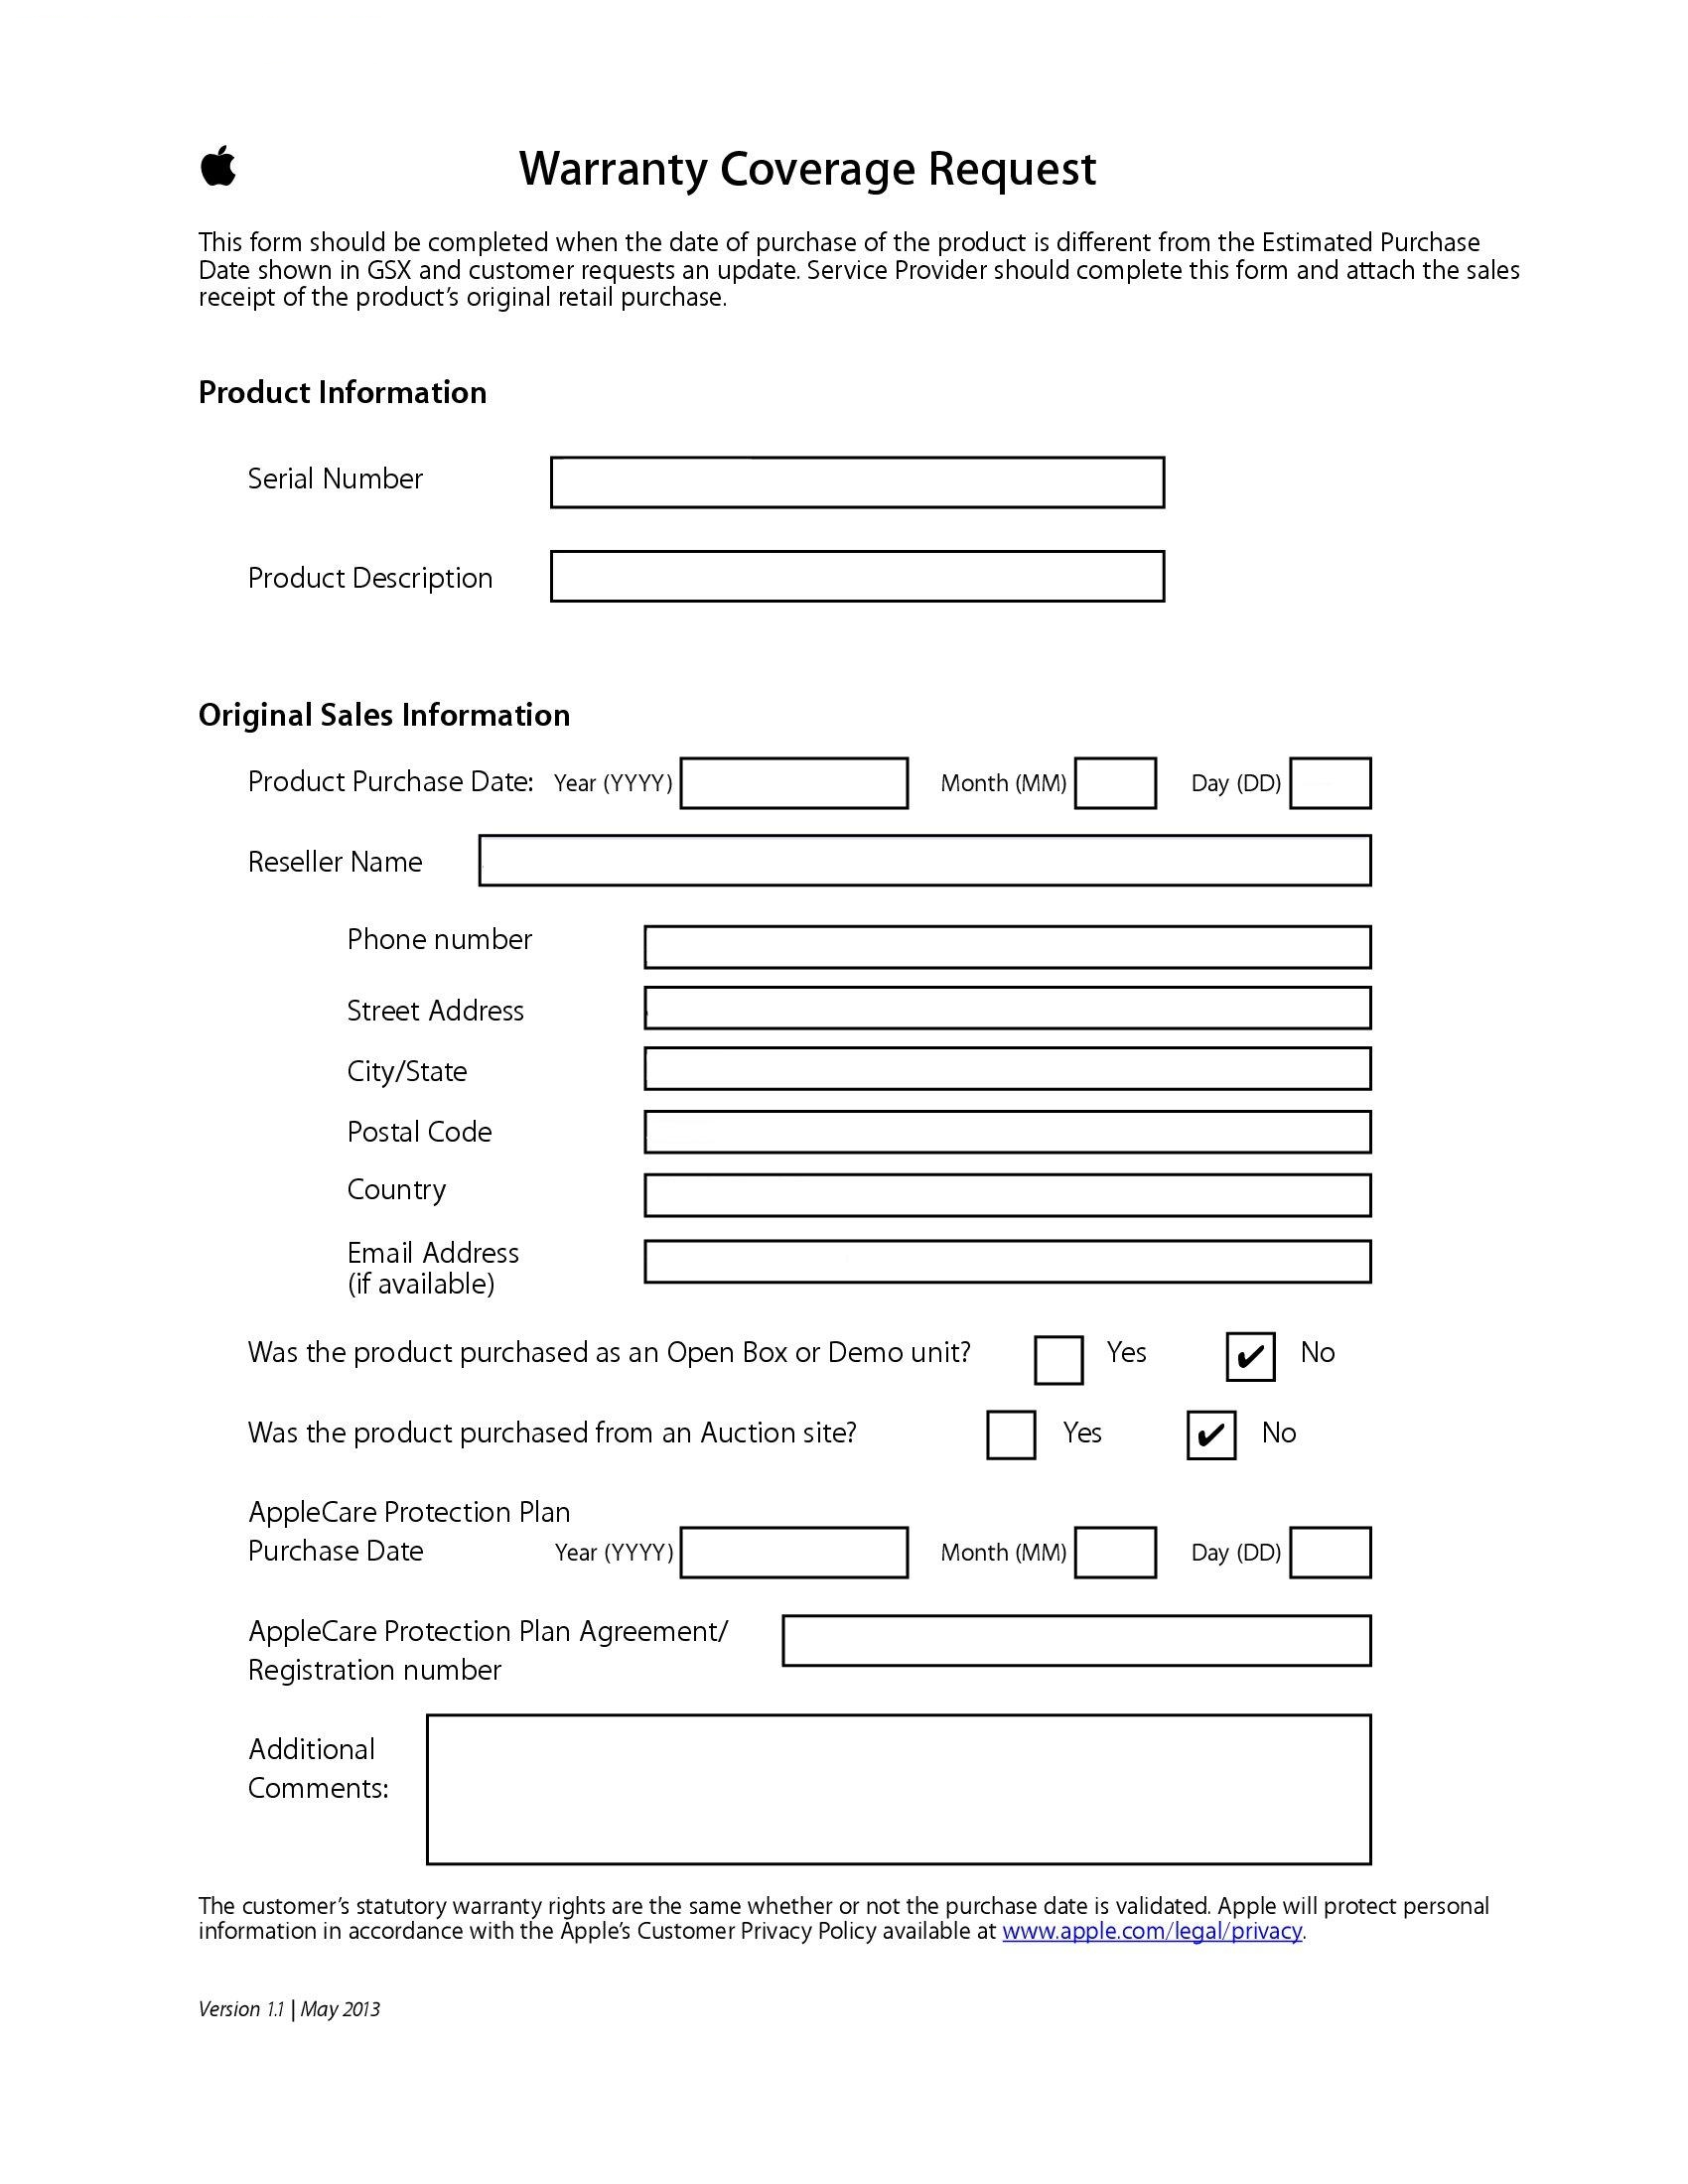 Warranty Coverage Request
This form should be completed when the date of purchase of the product is different from the Estimated Purchase
Date shown in GSX and customer requests an update. Service Provider should complete this form and attach the sales
receipt of the product’s original retail purchase.
Product Information
Serial Number
Product Description
Original Sales Information
Product Purchase Date: Year (YYYY) Month (MM) Day (DD)
Reseller Name
Phone number
Street Address
City/State
Postal Code
Country
Email Address
(if available)
Was the product purchased as an Open Box or Demo unit? Yes ✔ No
Was the product purchased from an Auction site? Yes ✔ No
AppleCare Protection Plan
Purchase Date Year (YYYY) Month (MM) Day (DD)
AppleCare Protection Plan Agreement/
Registration number
Additional
Comments:
The customer’s statutory warranty rights are the same whether or not the purchase date is validated. Apple will protect personal
information in accordance with the Apple’s Customer Privacy Policy available at www.apple.com/legal/privacy.
Version 1.1 | May 2013